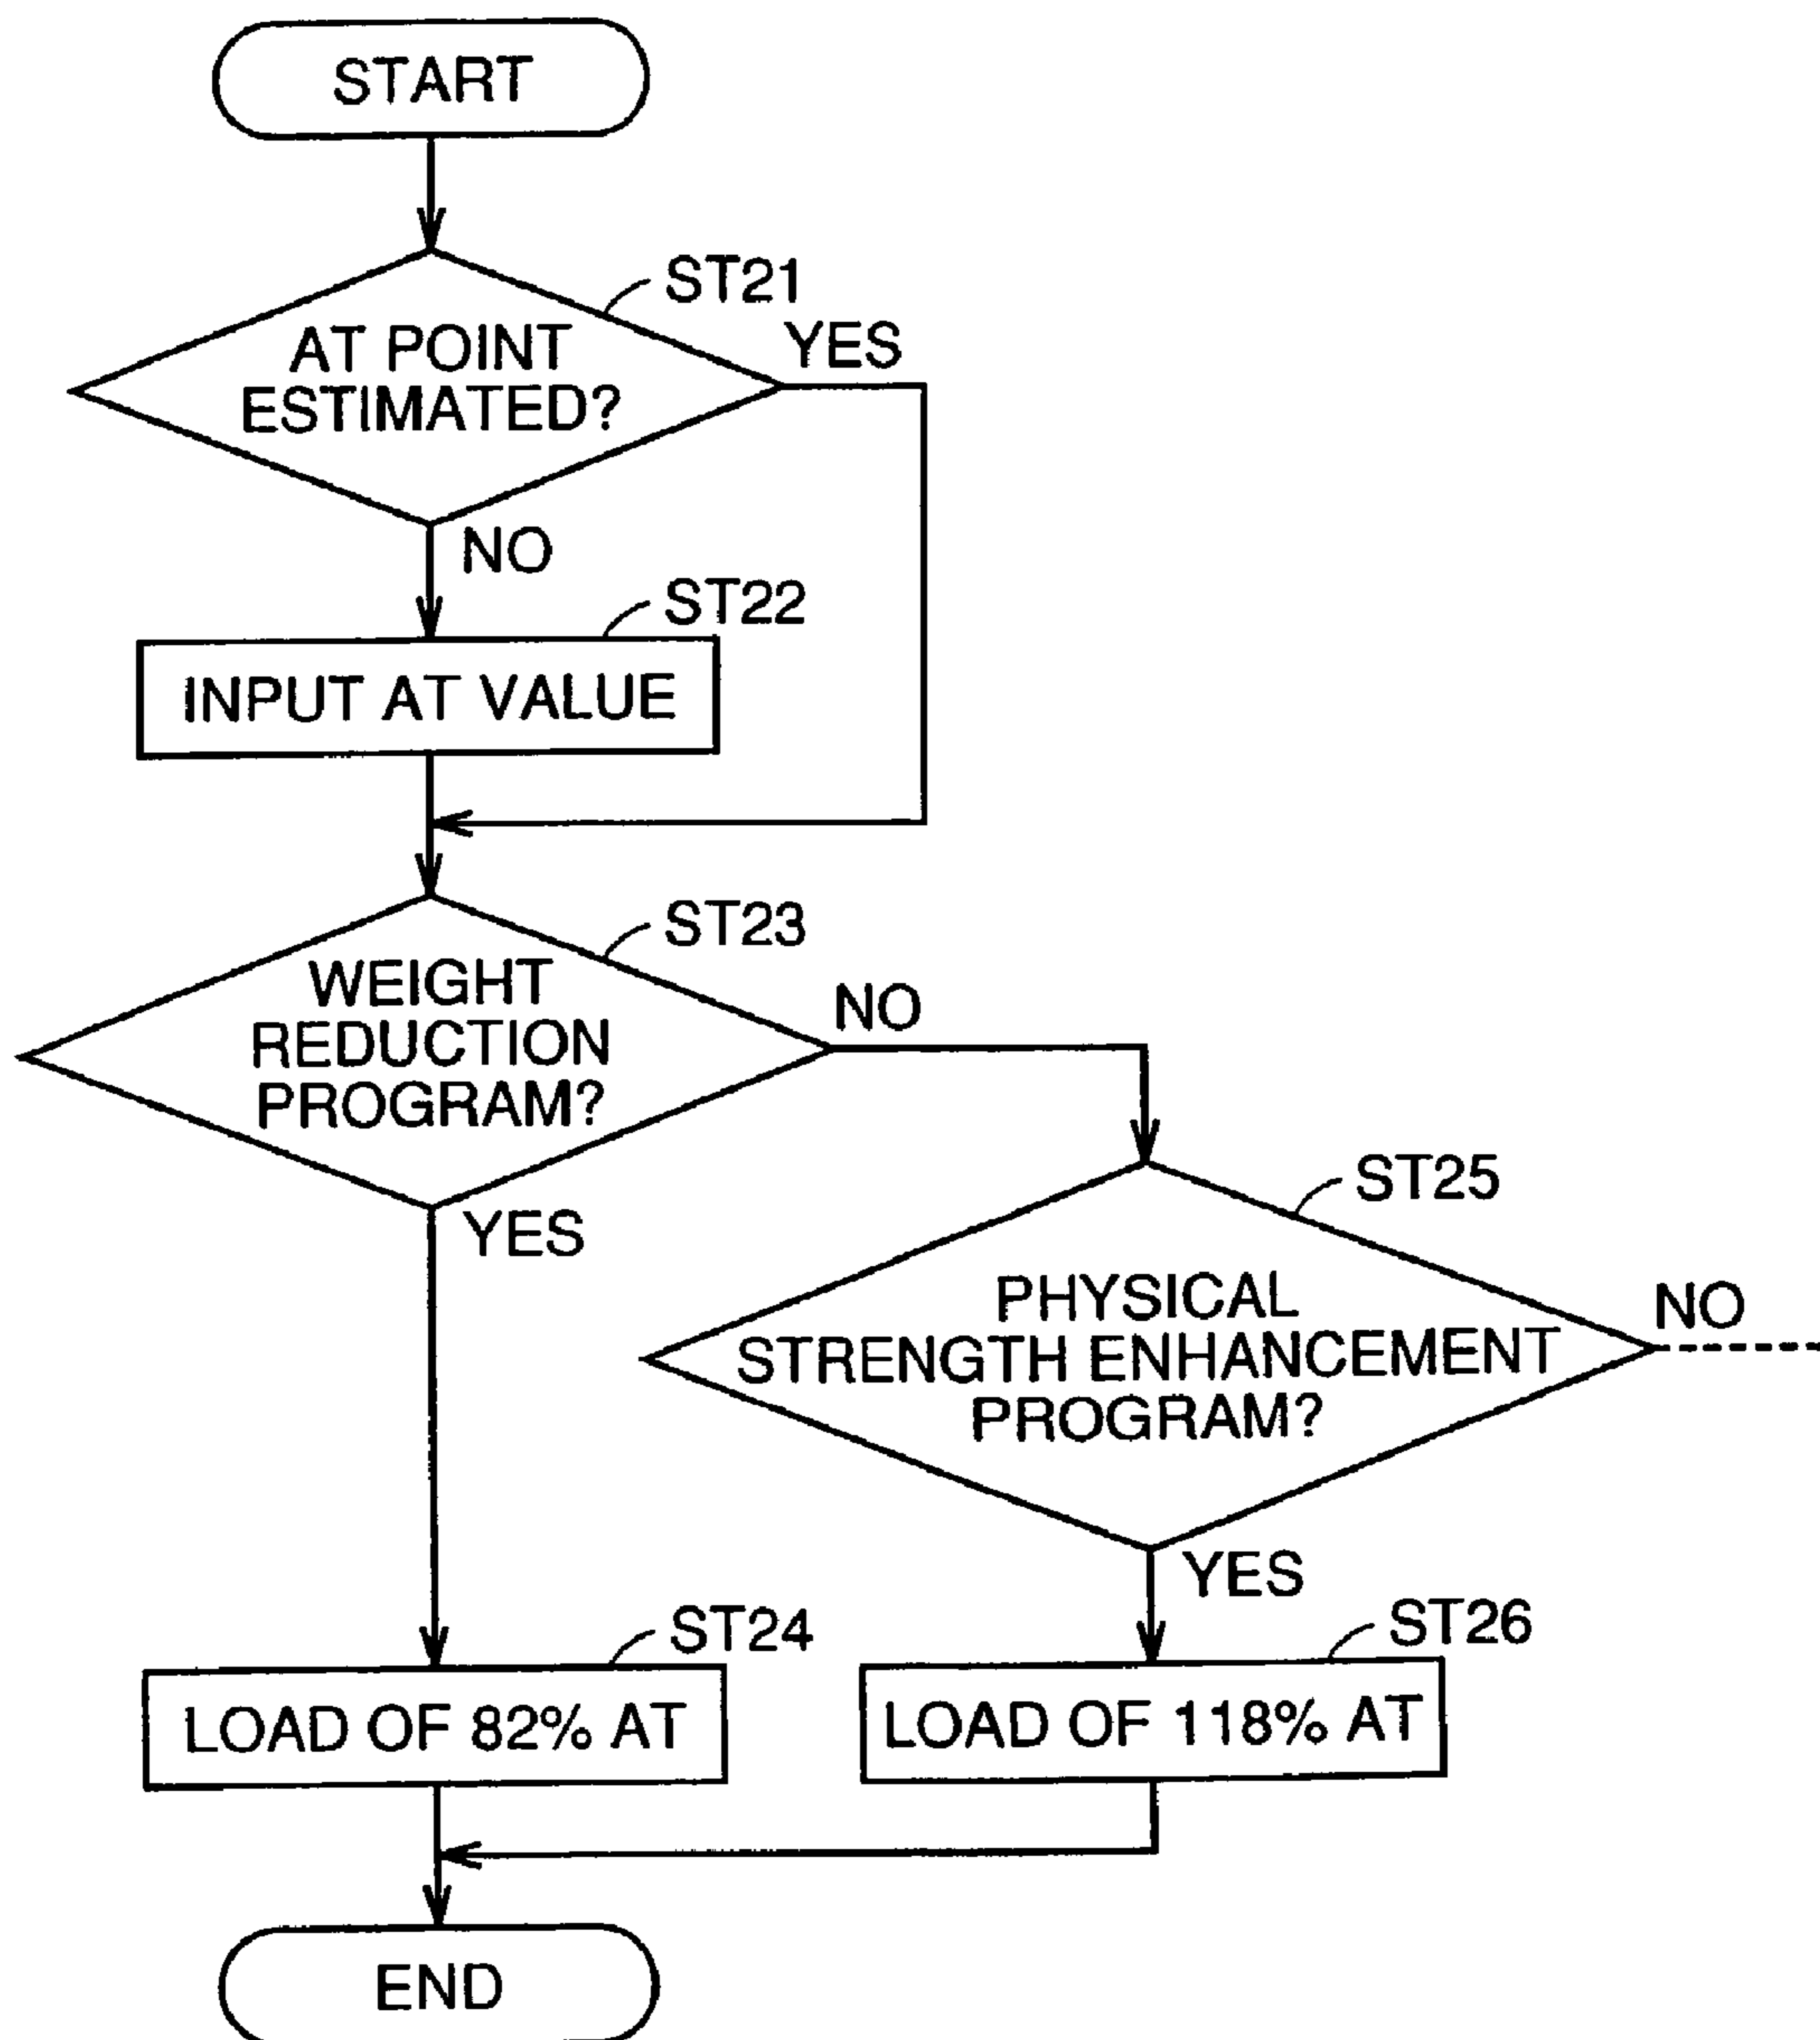 START
ST21
AT POINT
ESTIMATED?
YES
NO
ST22
INPUT AT VALUE
ST23
WEIGHT
REDUCTION
PROGRAM?
NO
YES
ST25
PHYSICAL
STRENGTH ENHANCEMENT
PROGRAM?
NO
YES
ST24
LOAD OF 82% AT
ST26
LOAD OF 118% AT
END